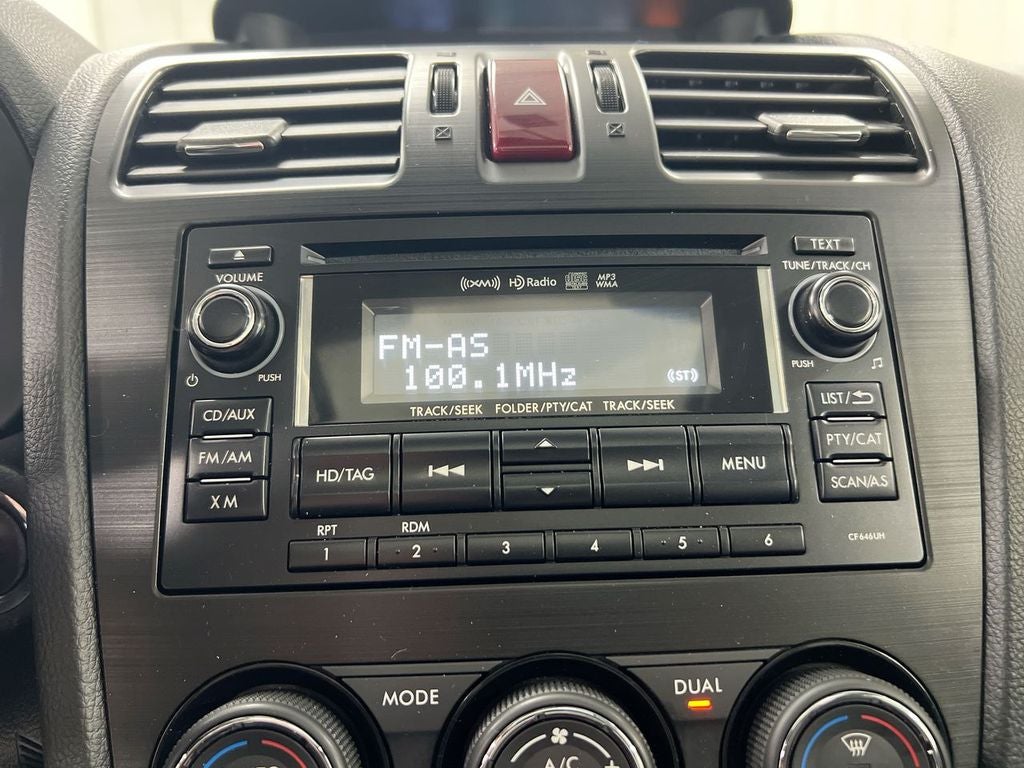 TEXT
VOLUME
TUNE/TRACK/CH
((XM)) HD Radio MP3
WMA
FM-AS
100.1MHz ((ST))
PUSH
PUSH
TRACK/SEEK FOLDER/PTY/CAT TRACK/SEEK
CD/AUX
LIST/
FM/AM
PTY/CAT
HD/TAG
MENU
XM
SCAN/AS
RPT RDM
1 2 3 4 5 6
CF646UH
MODE
DUAL
A/C +